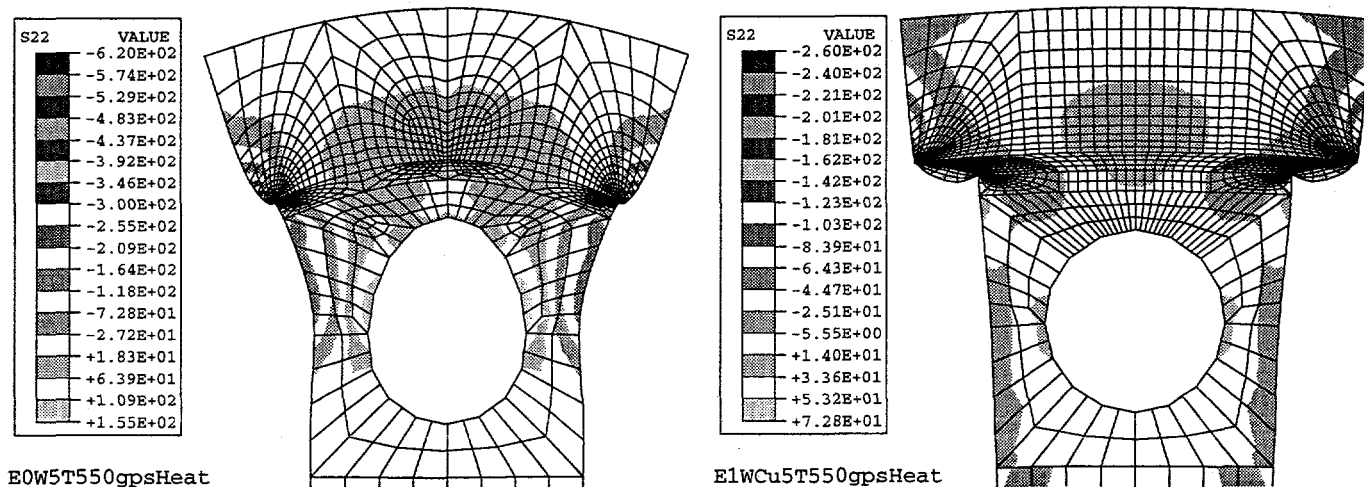 S22 VALUE
-6.20E+02
-5.74E+02
-5.29E+02
-4.83E+02
-4.37E+02
-3.92E+02
-3.46E+02
-3.00E+02
-2.55E+02
-2.09E+02
-1.64E+02
-1.18E+02
-7.28E+01
-2.72E+01
+1.83E+01
+6.39E+01
+1.09E+02
+1.55E+02
E0W5T550gpsHeat
S22 VALUE
-2.60E+02
-2.40E+02
-2.21E+02
-2.01E+02
-1.81E+02
-1.62E+02
-1.42E+02
-1.23E+02
-1.03E+02
-8.39E+01
-6.43E+01
-4.47E+01
-2.51E+01
-5.55E+00
+1.40E+01
+3.36E+01
+5.32E+01
+7.28E+01
E1WCu5T550gpsHeat